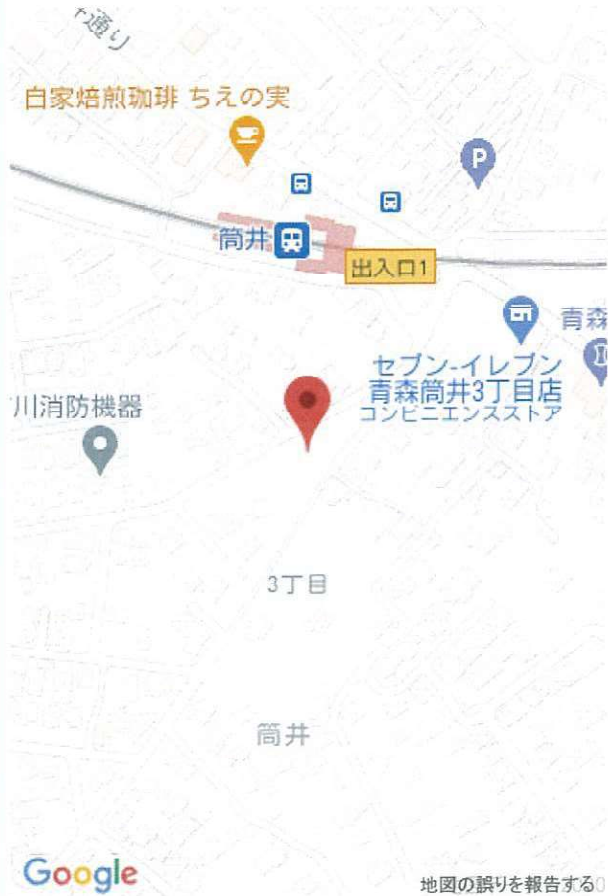 通り
自家焙煎珈琲 ちえの実
P
筒井
出入口1
青森
セブン-イレブン
青森筒井3丁目店
コンビニエンスストア
川消防機器
3丁目
筒井
Google
地図の誤りを報告する